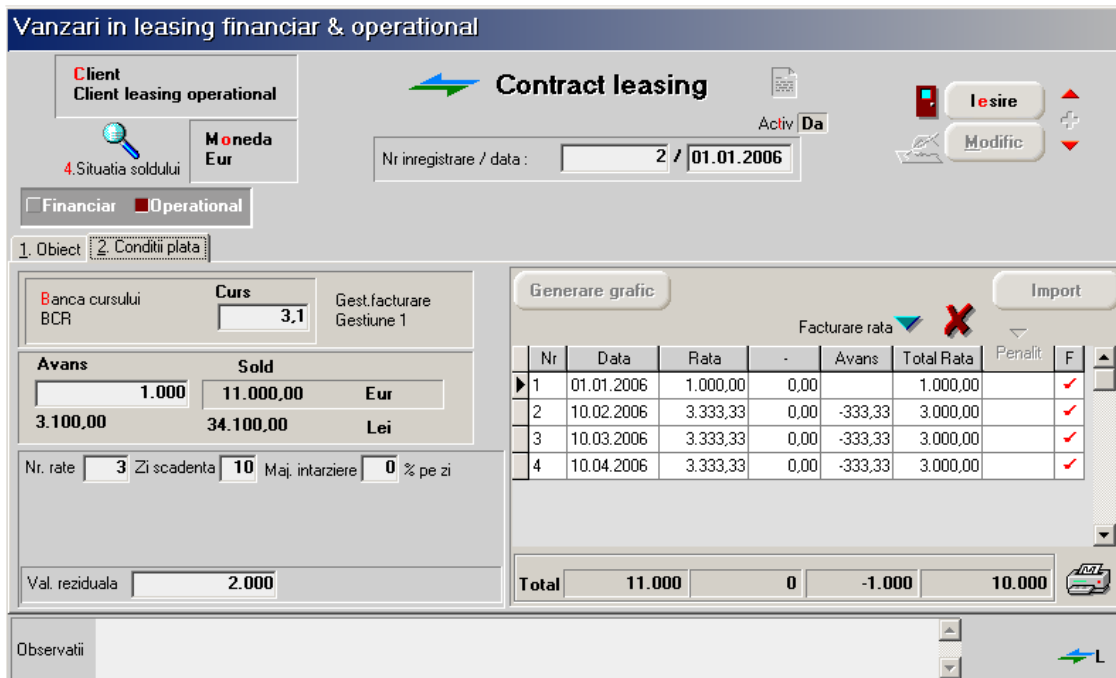 Vanzari in leasing financiar & operational
Client
Client leasing operational
Contract leasing
Iesire
Activ Da
4.Situatia soldului
Moneda
Eur
Nr inregistrare / data : 2 / 01.01.2006
Modific
Financiar Operational
1. Obiect 2. Conditii plata
Banca cursului
BCR
Curs
3,1
Gest.facturare
Gestiune 1
Avans Sold
1.000 11.000,00 Eur
3.100,00 34.100,00 Lei
Nr. rate 3 Zi scadenta 10 Maj. intarziere 0 % pe zi
Val. reziduala 2.000
Generare grafic Import
Facturare rata
Nr Data Rata - Avans Total Rata Penalit F
1 01.01.2006 1.000,00 0,00 1.000,00
2 10.02.2006 3.333,33 0,00 -333,33 3.000,00
3 10.03.2006 3.333,33 0,00 -333,33 3.000,00
4 10.04.2006 3.333,33 0,00 -333,33 3.000,00
Total 11.000 0 -1.000 10.000
Observatii
L